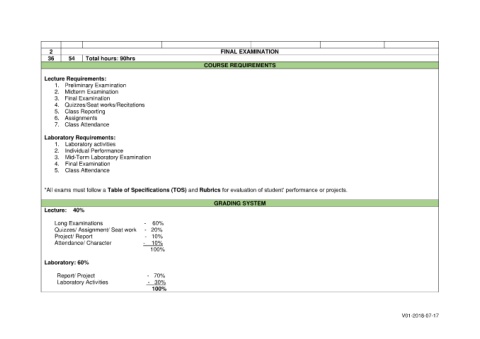 2 FINAL EXAMINATION
36 54 Total hours: 90hrs
COURSE REQUIREMENTS
Lecture Requirements:
1. Preliminary Examination
2. Midterm Examination
3. Final Examination
4. Quizzes/Seat works/Recitations
5. Class Reporting
6. Assignments
7. Class Attendance
Laboratory Requirements:
1. Laboratory activities
2. Individual Performance
3. Mid-Term Laboratory Examination
4. Final Examination
5. Class Attendance
*All exams must follow a Table of Specifications (TOS) and Rubrics for evaluation of student' performance or projects.
GRADING SYSTEM
Lecture: 40%
Long Examinations - 60%
Quizzes/ Assignment/ Seat work - 20%
Project/ Report - 10%
Attendance/ Character - 10%
100%
Laboratory: 60%
Report/ Project - 70%
Laboratory Activities - 30%
100%
V01-2018-07-17